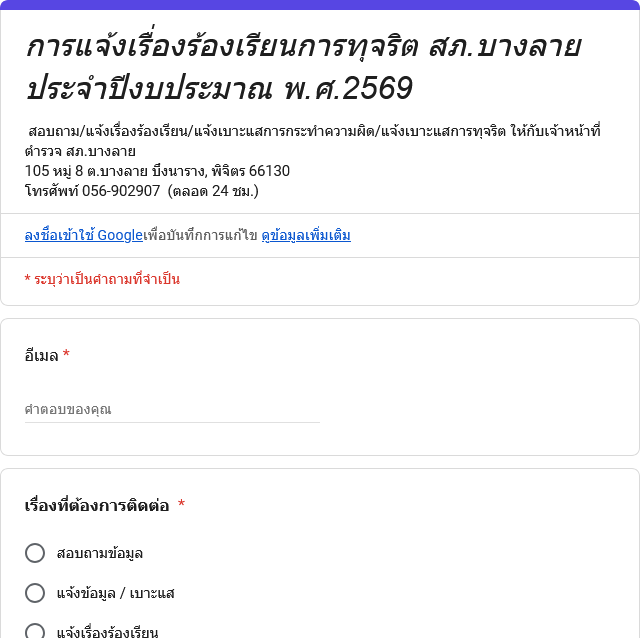 การแจ้งเรื่องร้องเรียนการทุจริต สภ.บางลาย
ประจำปีงบประมาณ พ.ศ.2569
สอบถาม/แจ้งเรื่องร้องเรียน/แจ้งเบาะแสการกระทำความผิด/แจ้งเบาะแสการทุจริต ให้กับเจ้าหน้าที่
ตำรวจ สภ.บางลาย
105 หมู่ 8 ต.บางลาย บึงนาราง, พิจิตร 66130
โทรศัพท์ 056-902907 (ตลอด 24 ชม.)
ลงชื่อเข้าใช้ Googleเพื่อบันทึกการแก้ไข ดูข้อมูลเพิ่มเติม
* ระบุว่าเป็นคำถามที่จำเป็น
อีเมล *
คำตอบของคุณ
เรื่องที่ต้องการติดต่อ *
สอบถามข้อมูล
แจ้งข้อมูล / เบาะแส
แจ้งเรื่องร้องเรียน